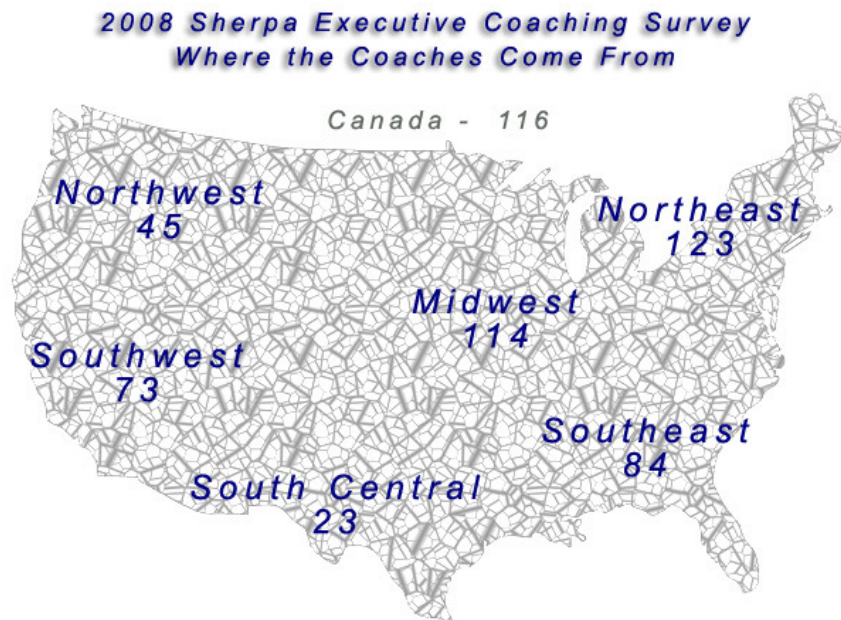 2008 Sherpa Executive Coaching Survey
Where the Coaches Come From
Canada - 116
Northwest
45
Northeast
123
Midwest
114
Southwest
73
Southeast
84
South Central
23